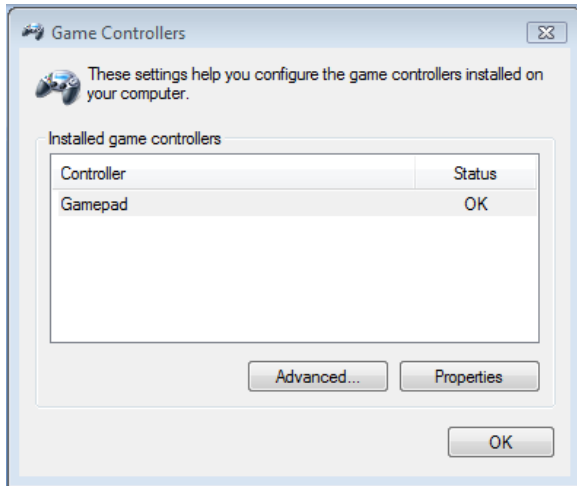 Game Controllers
These settings help you configure the game controllers installed on
your computer.
Installed game controllers
Controller Status
Gamepad OK
Advanced... Properties
OK